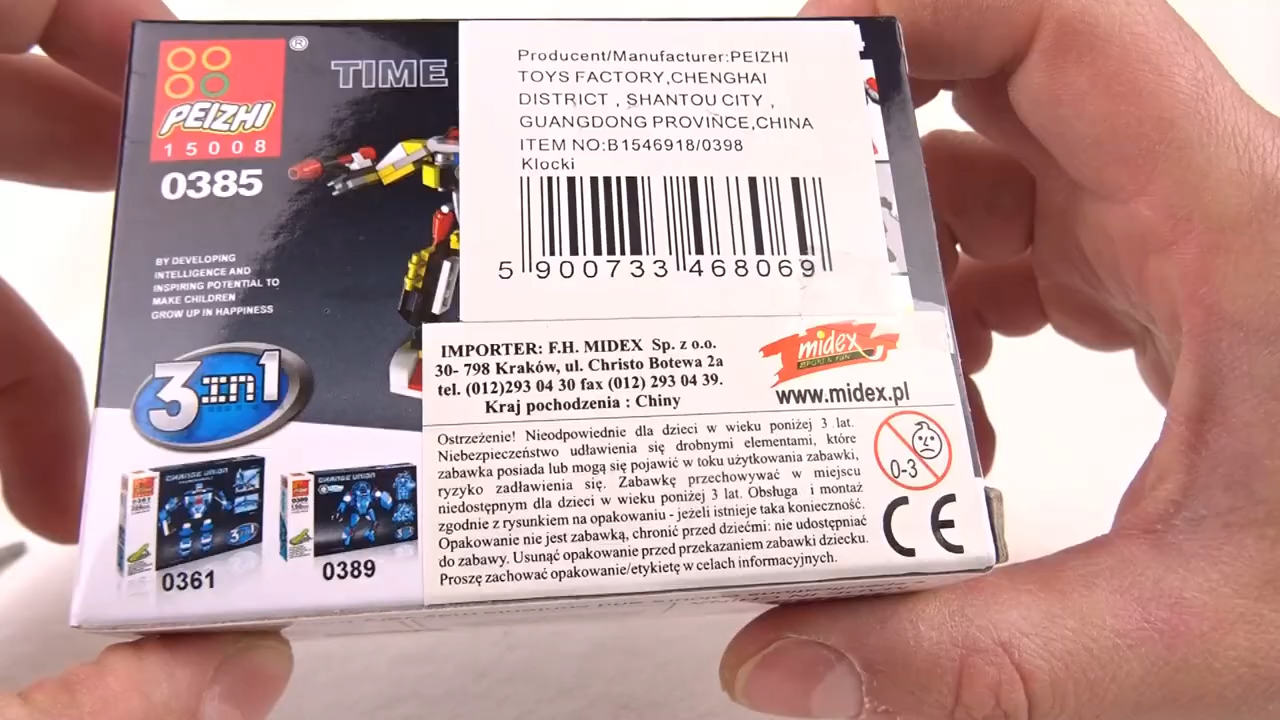 PEIZHI
®
15008
0385
TIME
BY DEVELOPING
INTELLIGENCE AND
INSPIRING POTENTIAL TO
MAKE CHILDREN
GROW UP IN HAPPINESS
3in1
CHANGE UNION
0361
CHANGE UNION
0389
0389
Producent/Manufacturer:PEIZHI
TOYS FACTORY,CHENGHAI
DISTRICT , SHANTOU CITY ,
GUANGDONG PROVINCE,CHINA
ITEM NO:B1546918/0398
Klocki
5 900733 468069
IMPORTER: F.H. MIDEX Sp. z o.o.
30- 798 Kraków, ul. Christo Botewa 2a
tel. (012)293 04 30 fax (012) 293 04 39.
Kraj pochodzenia : Chiny
midex
SPORT & FUN
www.midex.pl
Ostrzeżenie! Nieodpowiednie dla dzieci w wieku poniżej 3 lat.
Niebezpieczeństwo udławienia się drobnymi elementami, które
zabawka posiada lub mogą się pojawić w toku użytkowania zabawki,
ryzyko zadławienia się. Zabawkę przechowywać w miejscu
niedostępnym dla dzieci w wieku poniżej 3 lat. Obsługa i montaż
zgodnie z rysunkiem na opakowaniu - jeżeli istnieje taka konieczność.
Opakowanie nie jest zabawką, chronić przed dziećmi: nie udostępniać
do zabawy. Usunąć opakowanie przed przekazaniem zabawki dziecku.
Proszę zachować opakowanie/etykietę w celach informacyjnych.
0-3
CE